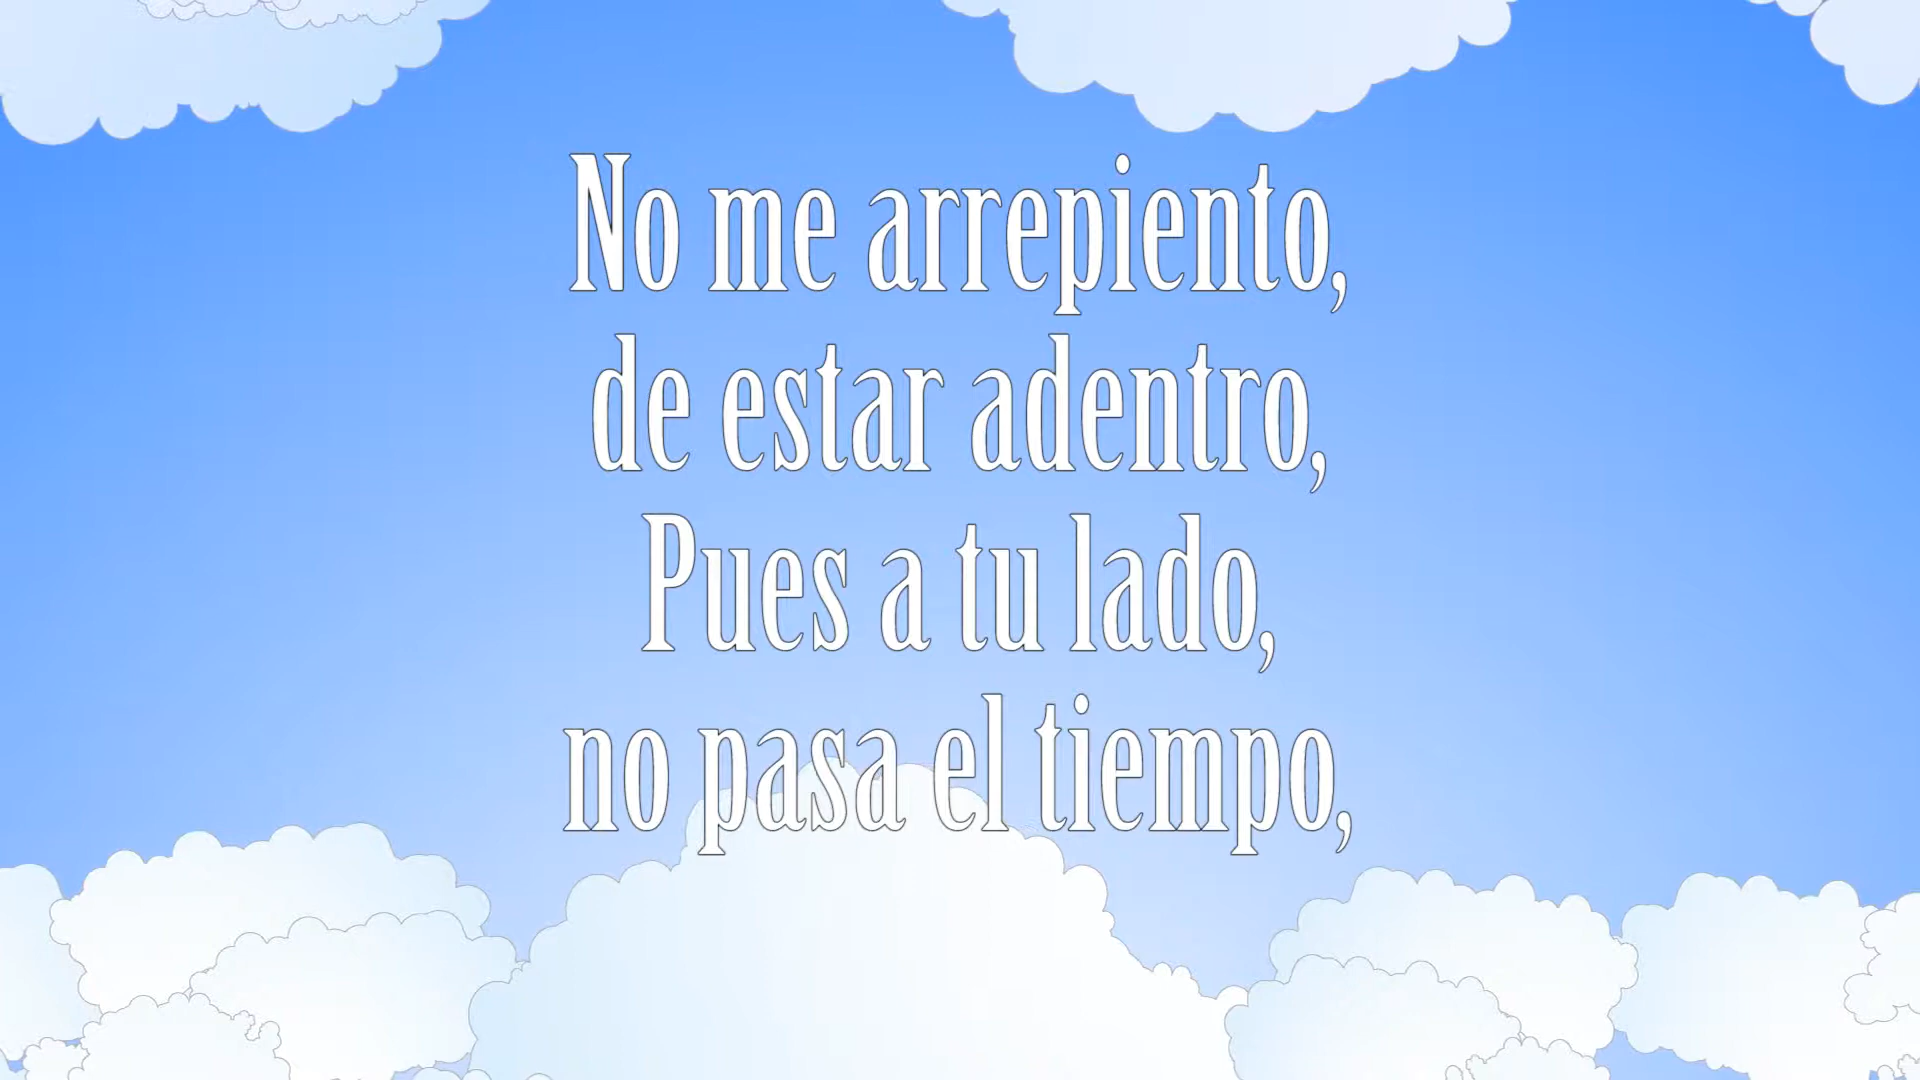 No me arrepiento,
de estar adentro,
Pues a tu lado,
no pasa el tiempo,